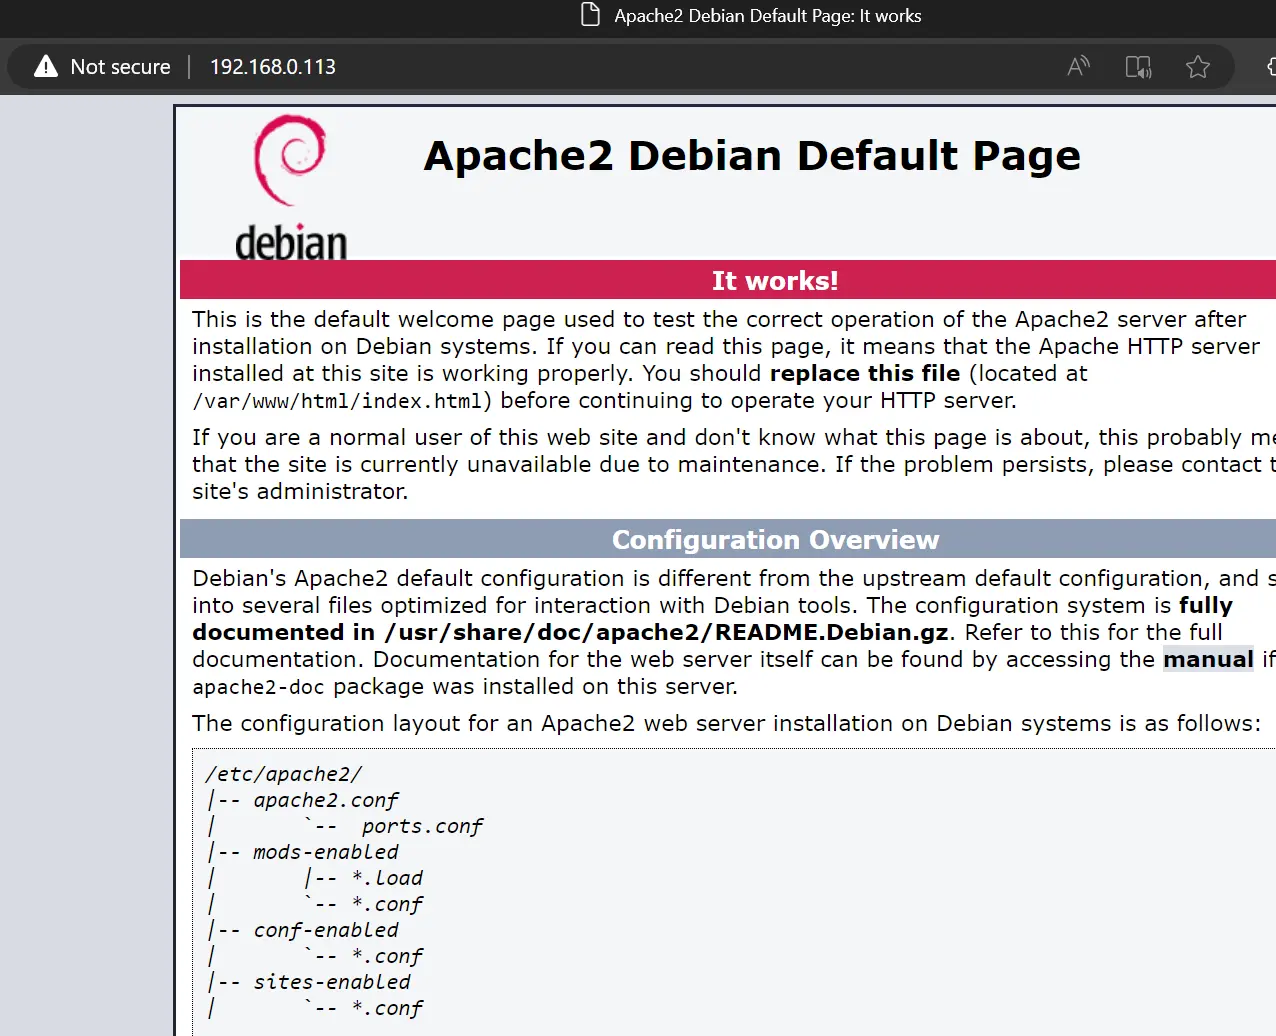 Apache2 Debian Default Page: It works
Not secure
192.168.0.113
debian
Apache2 Debian Default Page
It works!
This is the default welcome page used to test the correct operation of the Apache2 server after
installation on Debian systems. If you can read this page, it means that the Apache HTTP server
installed at this site is working properly. You should replace this file (located at
/var/www/html/index.html) before continuing to operate your HTTP server.
If you are a normal user of this web site and don't know what this page is about, this probably
that the site is currently unavailable due to maintenance. If the problem persists, please contact
site's administrator.
Configuration Overview
Debian's Apache2 default configuration is different from the upstream default configuration, and
into several files optimized for interaction with Debian tools. The configuration system is fully
documented in /usr/share/doc/apache2/README.Debian.gz. Refer to this for the full
documentation. Documentation for the web server itself can be found by accessing the manual if
apache2-doc package was installed on this server.
The configuration layout for an Apache2 web server installation on Debian systems is as follows:
/etc/apache2/
|-- apache2.conf
|       `--  ports.conf
|-- mods-enabled
|       |-- *.load
|       `-- *.conf
|-- conf-enabled
|       `-- *.conf
|-- sites-enabled
|       `-- *.conf